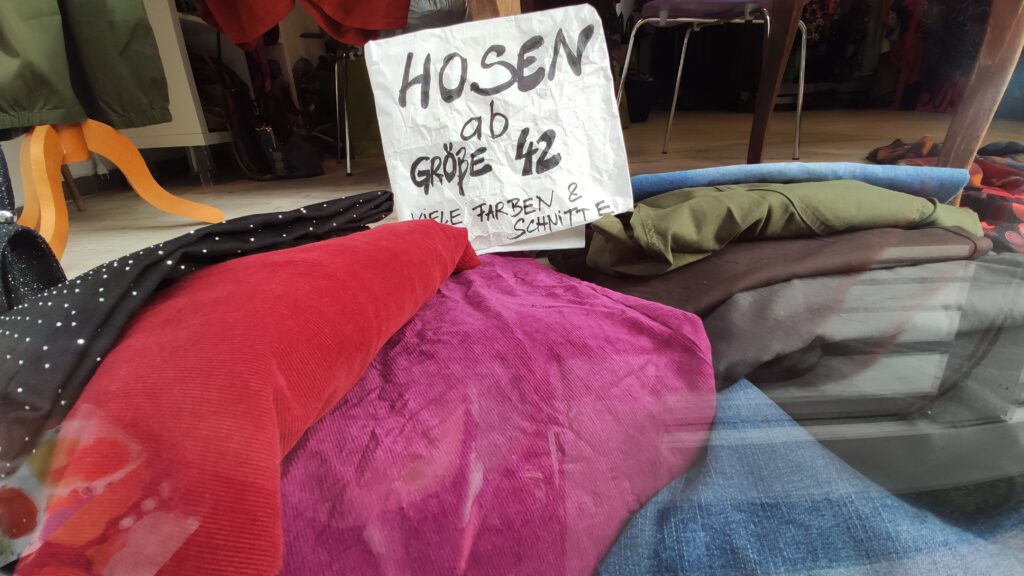 HOSEN
ab
GRÖßE 42
VIELE FARBEN &
SCHNITTE!